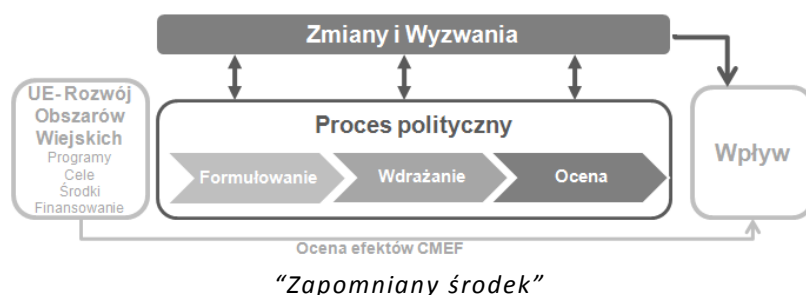 Zmiany i Wyzwania
UE- Rozwój
Obszarów
Wiejskich
Programy
Cele
Środki
Finansowanie
Proces polityczny
Formułowanie
Wdrażanie
Ocena
Wpływ
Ocena efektów CMEF
“Zapomniany środek”